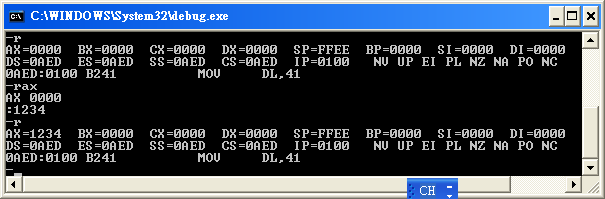 C:\WINDOWS\System32\debug.exe
-r
AX=0000  BX=0000  CX=0000  DX=0000  SP=FFEE  BP=0000  SI=0000  DI=0000
DS=0AED  ES=0AED  SS=0AED  CS=0AED  IP=0100   NV UP EI PL NZ NA PO NC
0AED:0100 B241          MOV     DL,41
-rax
AX 0000
:1234
-r
AX=1234  BX=0000  CX=0000  DX=0000  SP=FFEE  BP=0000  SI=0000  DI=0000
DS=0AED  ES=0AED  SS=0AED  CS=0AED  IP=0100   NV UP EI PL NZ NA PO NC
0AED:0100 B241          MOV     DL,41
-
CH